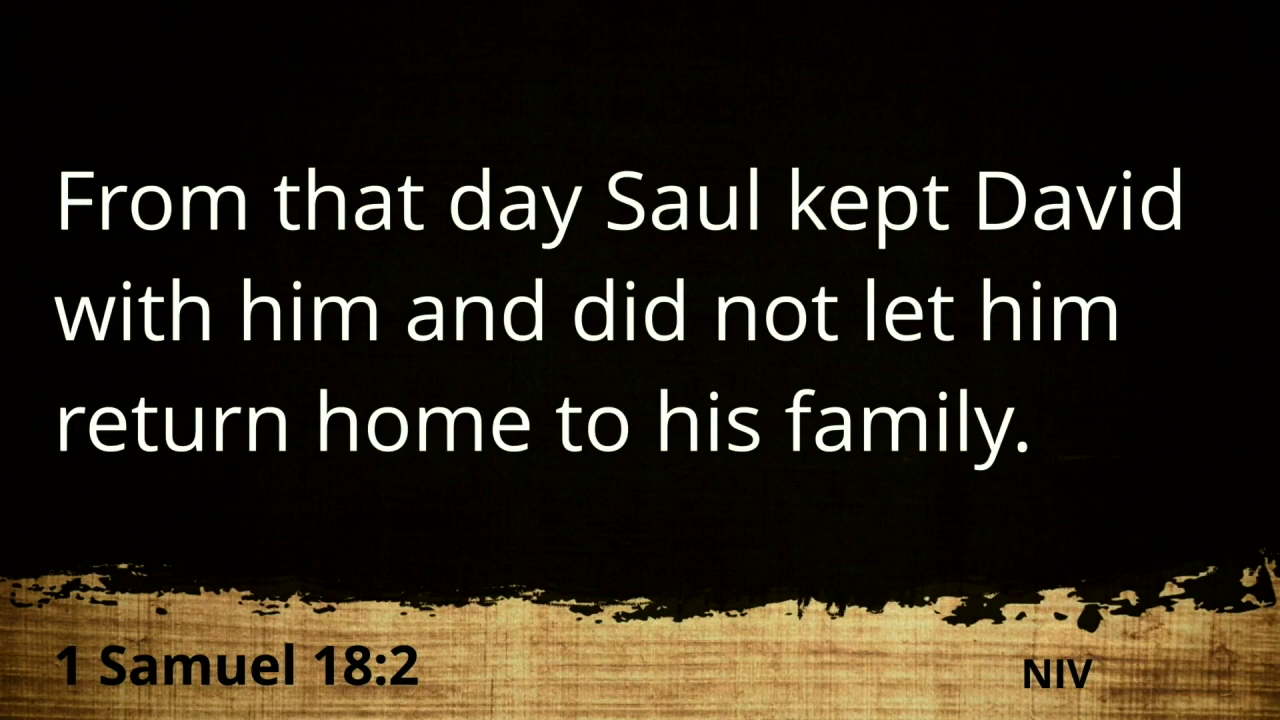 From that day Saul kept David
with him and did not let him
return home to his family.
1 Samuel 18:2
NIV